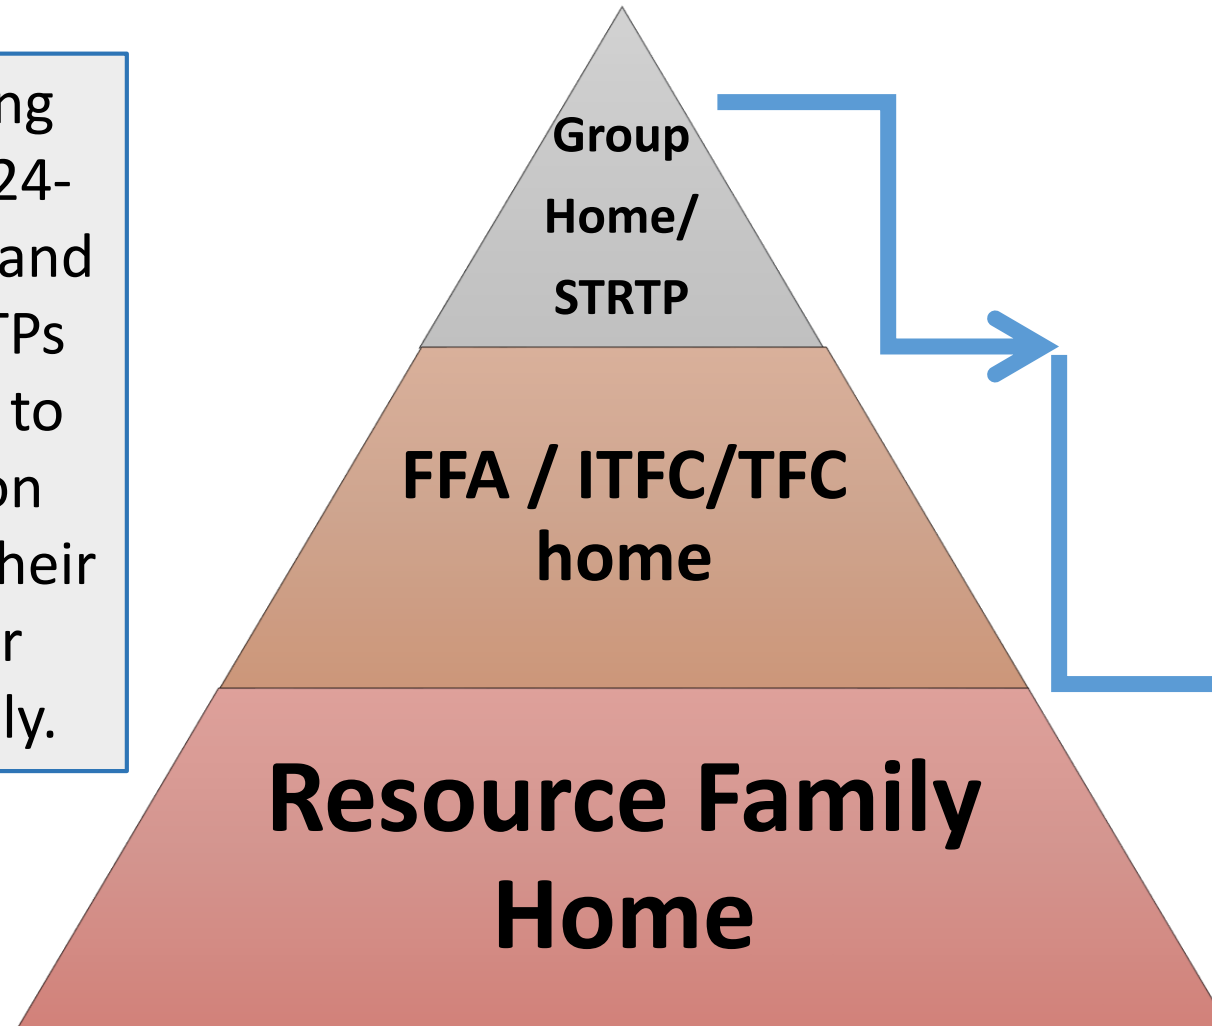 ng
24-
and
TPs
to
on
heir
r
ly.
Group
Home/
STRTP
FFA / ITFC/TFC
home
Resource Family
Home